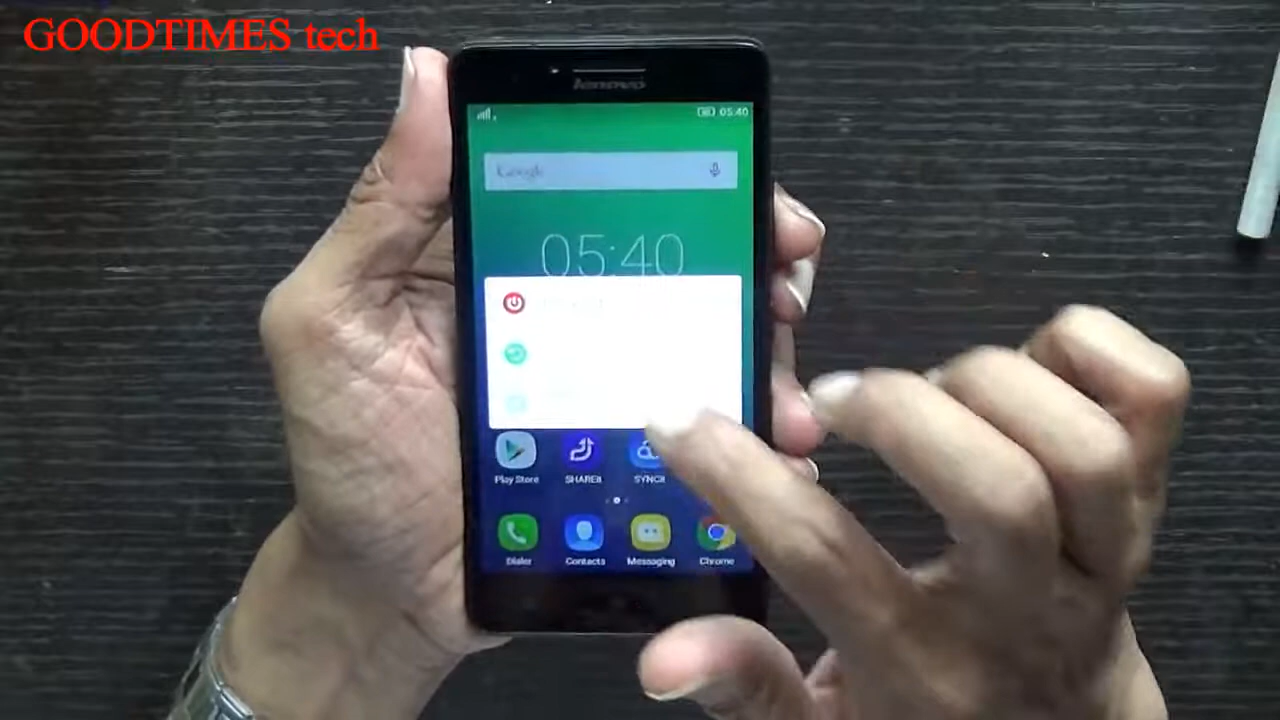 GOODTIMES tech
lenovo
05:40
Google
05:40
Play Store SHAREit SYNCit
Dialer Contacts Messaging Chrome